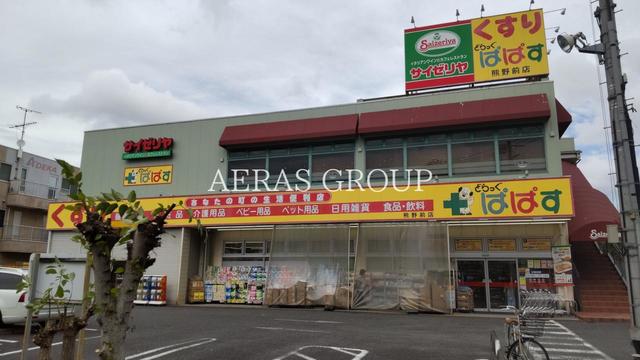 くすり
Saizeriya
イタリアンワイン&カフェレストラン
サイゼリヤ
どらっぐ
ぱぱす
熊野前店
サイゼリヤ
ぱぱす
ADEKA
AERAS GROUP
あなたの町の生活便利店
くすり
介護用品 ベビー用品 ペット用品 日用雑貨 食品・飲料
熊野前店
どらっぐ
ぱぱす
Saizeriya